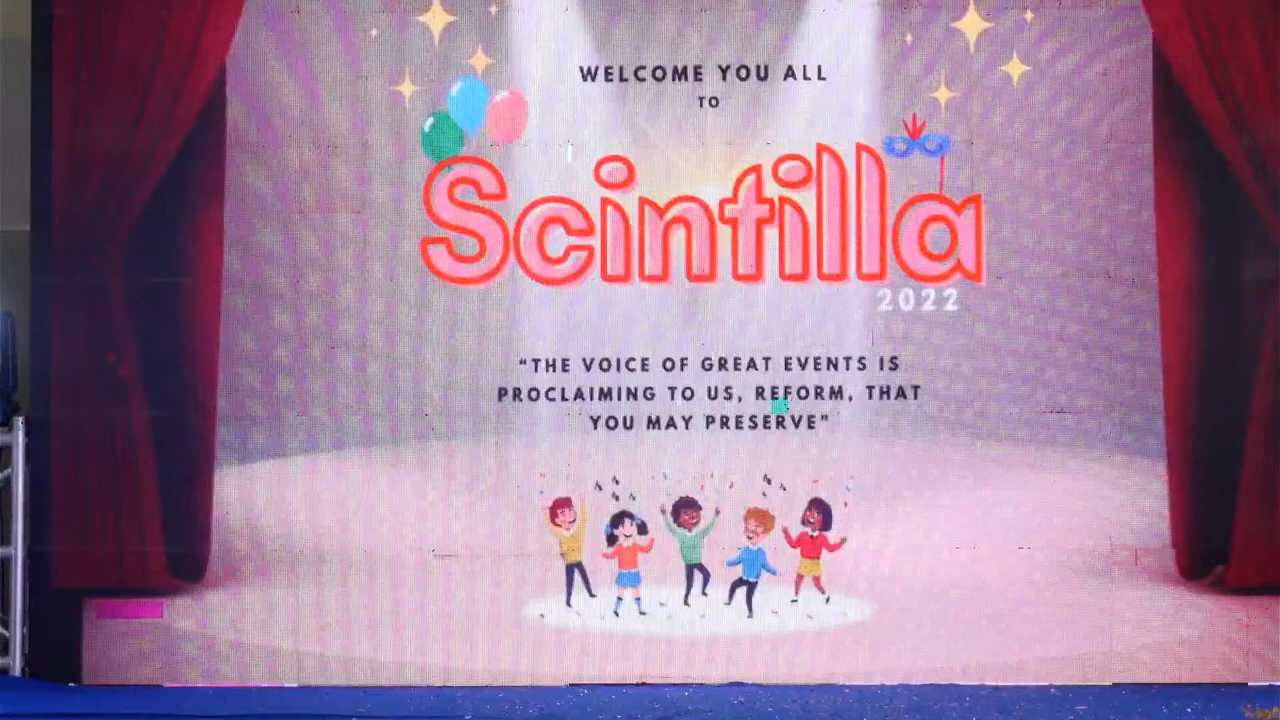 WELCOME YOU ALL
TO
Scintilla
2022
“THE VOICE OF GREAT EVENTS IS
PROCLAIMING TO US, REFORM, THAT
YOU MAY PRESERVE”